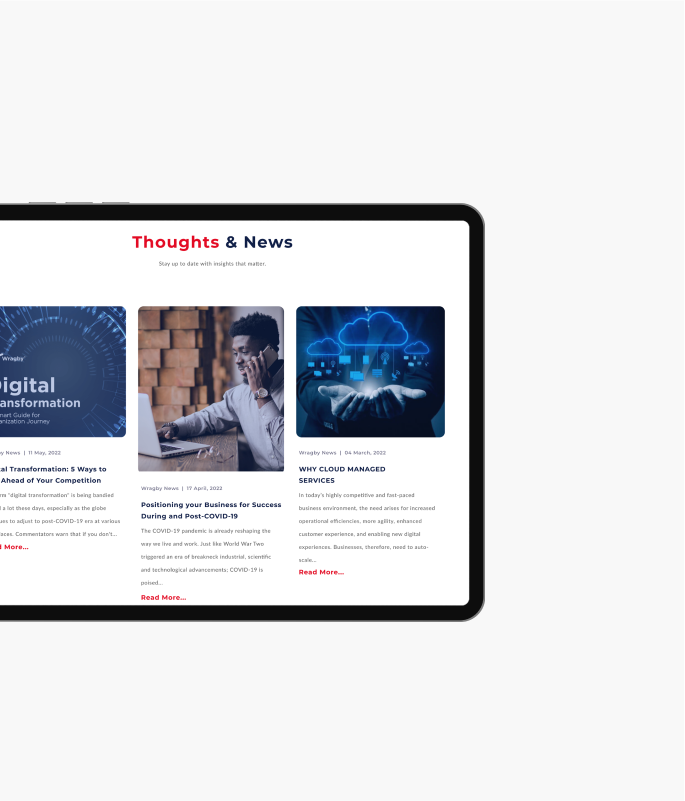 Thoughts & News
Stay up to date with insights that matter.
Wragby
igital
ansformation
mart Guide for
anization Journey
y News | 11 May, 2022
al Transformation: 5 Ways to
Ahead of Your Competition
rm "digital transformation" is being bandied
a lot these days, especially as the globe
ues to adjust to post-COVID-19 era at various
aces. Commentators warn that if you don't...
More...
Wragby News | 17 April, 2022
Positioning your Business for Success
During and Post-COVID-19
The COVID-19 pandemic is already reshaping the
way we live and work. Just like World War Two
triggered an era of breakneck industrial, scientific
and technological advancements; COVID-19 is
poised...
Read More...
Wragby News | 04 March, 2022
WHY CLOUD MANAGED
SERVICES
In today's highly competitive and fast-paced
business environment, the need arises for increased
operational efficiencies, more agility, enhanced
customer experience, and enabling new digital
experiences. Businesses, therefore, need to auto-
scale...
Read More...